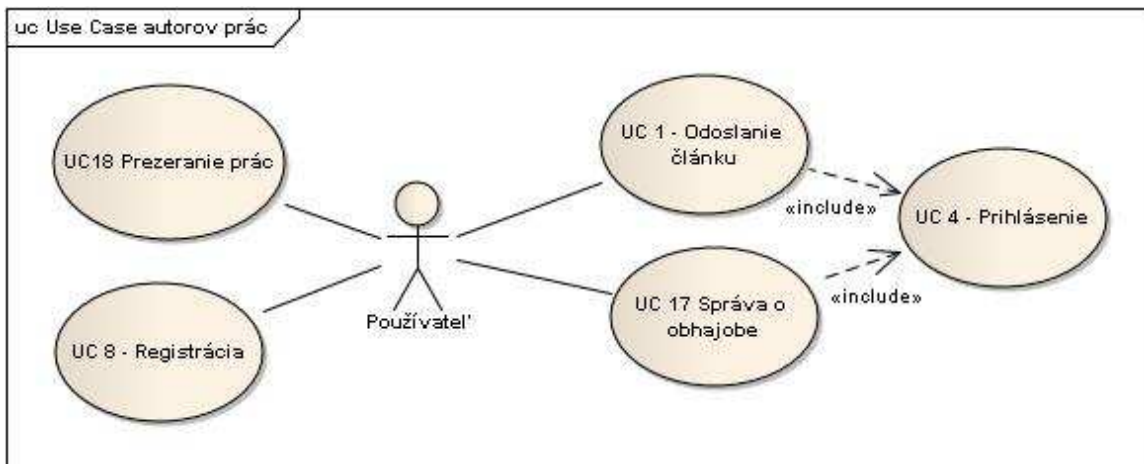 uc Use Case autorov prác
UC18 Prezeranie prác
UC 8 - Registrácia
Používateľ
UC 1 - Odoslanie
článku
UC 17 Správa o
obhajobe
«include»
«include»
UC 4 - Prihlásenie